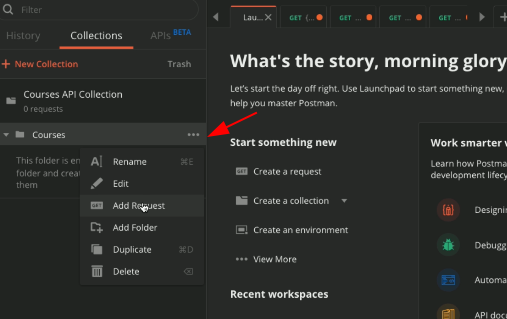 Filter
History
Collections
APIs BETA
+ New Collection
Trash
Courses API Collection
0 requests
Courses
This folder is em
folder and creat
them
Rename
⌘E
Edit
Add Request
Add Folder
Duplicate
⌘D
Delete
Lau...
GET
GET ...
GET ...
GET ...
What's the story, morning glory
Let's start the day off right. Use Launchpad to start something new,
help you master Postman.
Start something new
GET Create a request
Create a collection
Create an environment
View More
Recent workspaces
Work smarter
Learn how Postma
development lifecy
Designi
Debugg
Automa
API doc